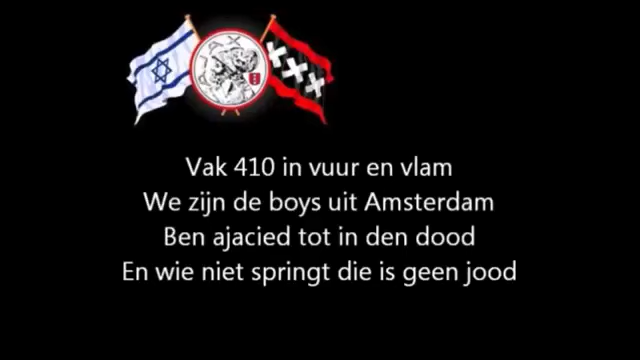 AJAX
Vak 410 in vuur en vlam
We zijn de boys uit Amsterdam
Ben ajacied tot in den dood
En wie niet springt die is geen jood